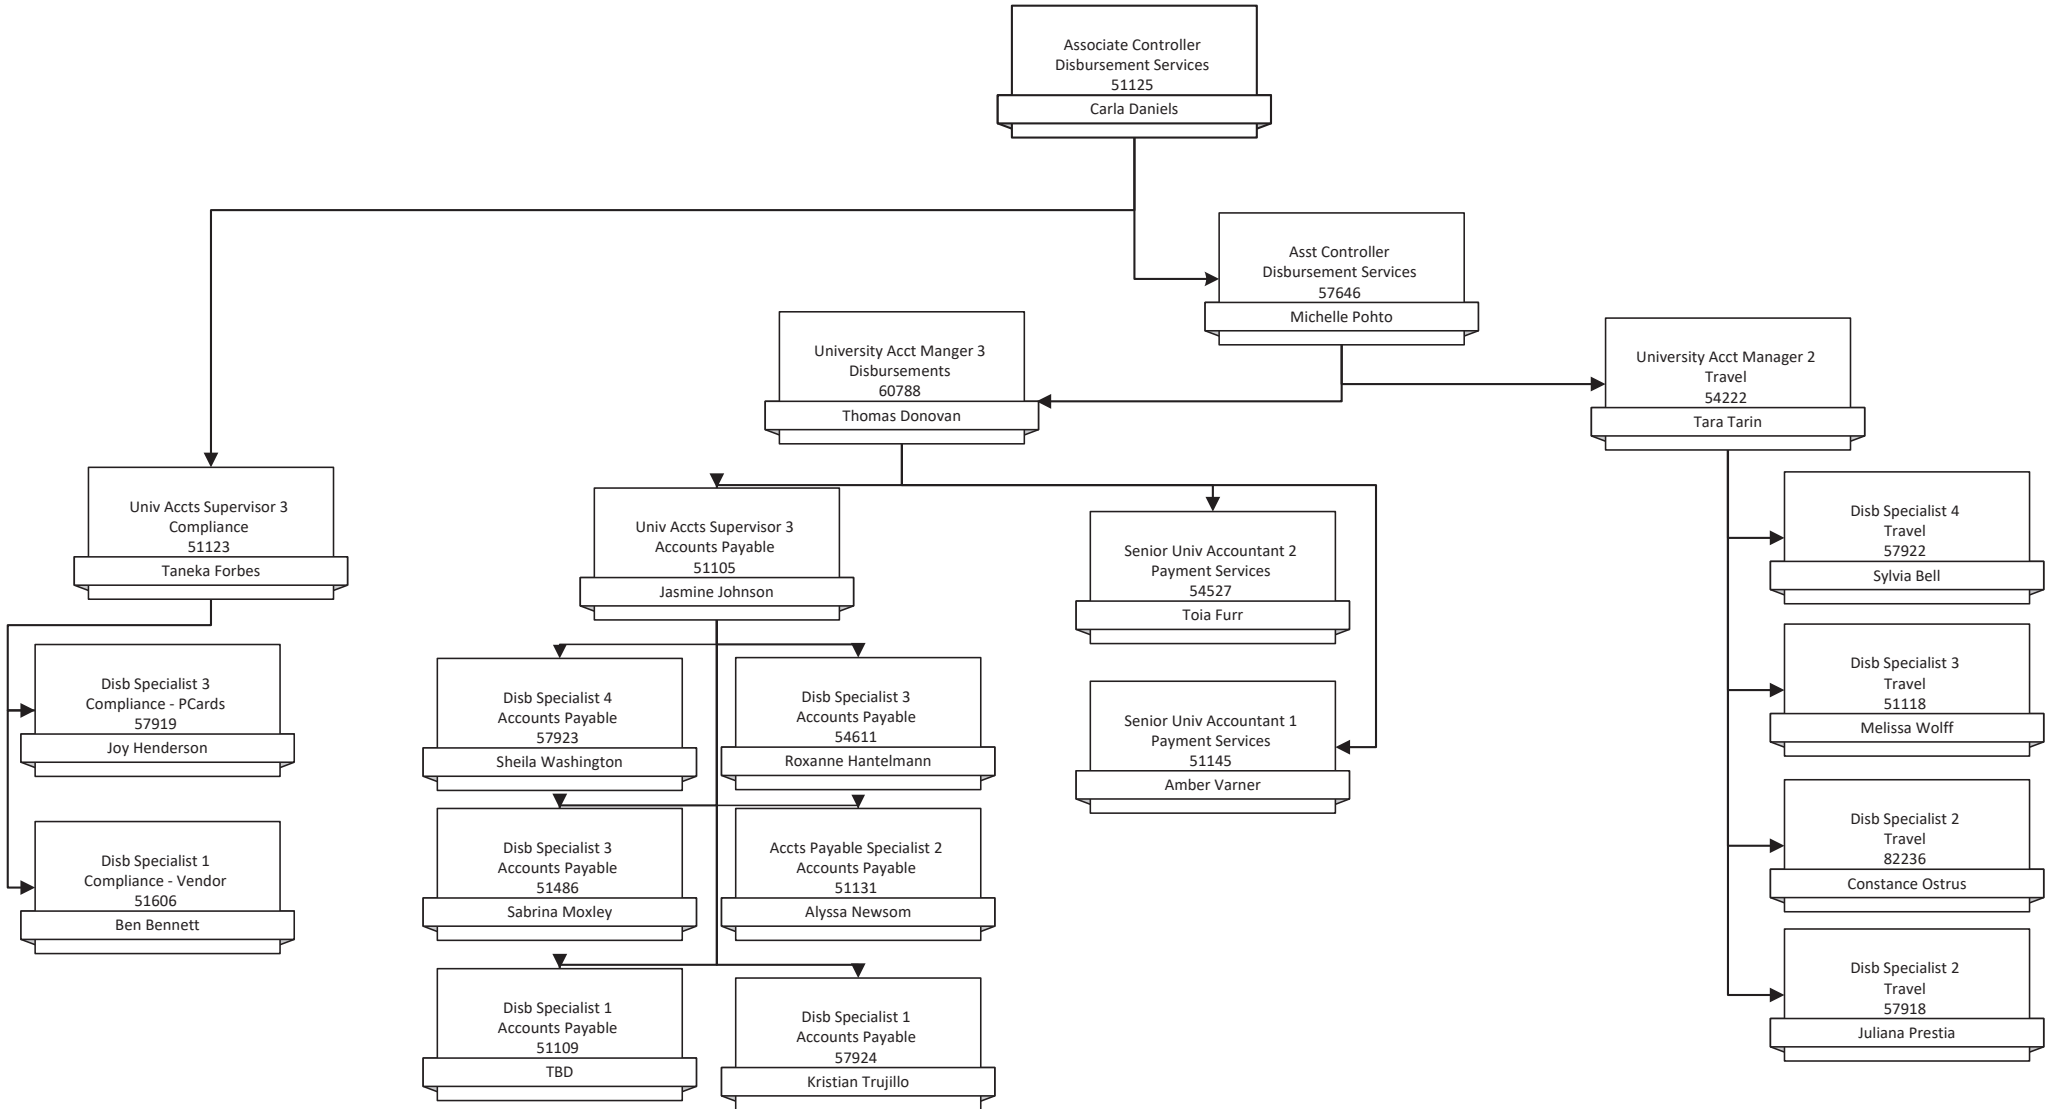 Associate Controller
Disbursement Services
51125
Carla Daniels
Asst Controller
Disbursement Services
57646
Michelle Pohto
University Acct Manger 3
Disbursements
60788
Thomas Donovan
University Acct Manager 2
Travel
54222
Tara Tarin
Univ Accts Supervisor 3
Compliance
51123
Taneka Forbes
Univ Accts Supervisor 3
Accounts Payable
51105
Jasmine Johnson
Senior Univ Accountant 2
Payment Services
54527
Toia Furr
Disb Specialist 4
Travel
57922
Sylvia Bell
Disb Specialist 3
Compliance - PCards
57919
Joy Henderson
Disb Specialist 4
Accounts Payable
57923
Sheila Washington
Disb Specialist 3
Accounts Payable
54611
Roxanne Hantelmann
Senior Univ Accountant 1
Payment Services
51145
Amber Varner
Disb Specialist 3
Travel
51118
Melissa Wolff
Disb Specialist 1
Compliance - Vendor
51606
Ben Bennett
Disb Specialist 3
Accounts Payable
51486
Sabrina Moxley
Accts Payable Specialist 2
Accounts Payable
51131
Alyssa Newsom
Disb Specialist 2
Travel
82236
Constance Ostrus
Disb Specialist 1
Accounts Payable
51109
TBD
Disb Specialist 1
Accounts Payable
57924
Kristian Trujillo
Disb Specialist 2
Travel
57918
Juliana Prestia